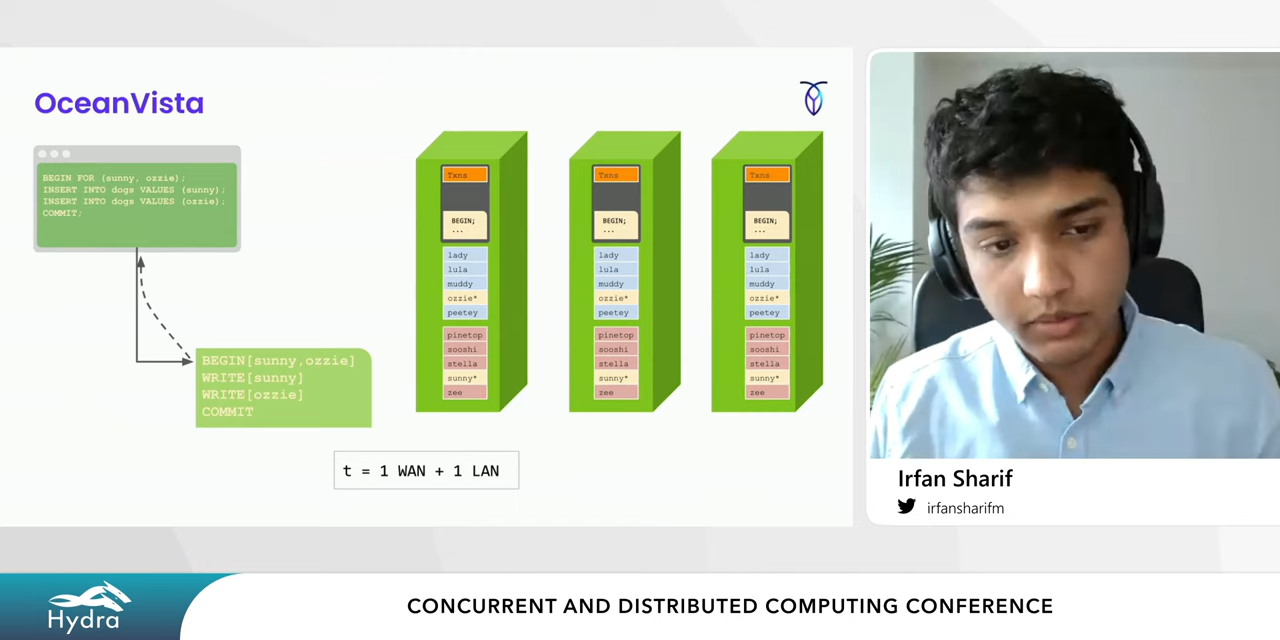 OceanVista
BEGIN FOR (sunny, ozzie);
INSERT INTO dogs VALUES (sunny);
INSERT INTO dogs VALUES (ozzie);
COMMIT;
BEGIN[sunny,ozzie]
WRITE[sunny]
WRITE[ozzie]
COMMIT
Txns
BEGIN;
...
lady
lula
muddy
ozzie*
peetey
pinetop
sooshi
stella
sunny*
zee
Txns
BEGIN;
...
lady
lula
muddy
ozzie*
peetey
pinetop
sooshi
stella
sunny*
zee
Txns
BEGIN;
...
lady
lula
muddy
ozzie*
peetey
pinetop
sooshi
stella
sunny*
zee
t = 1 WAN + 1 LAN
Irfan Sharif
irfansharifm
Hydra
CONCURRENT AND DISTRIBUTED COMPUTING CONFERENCE